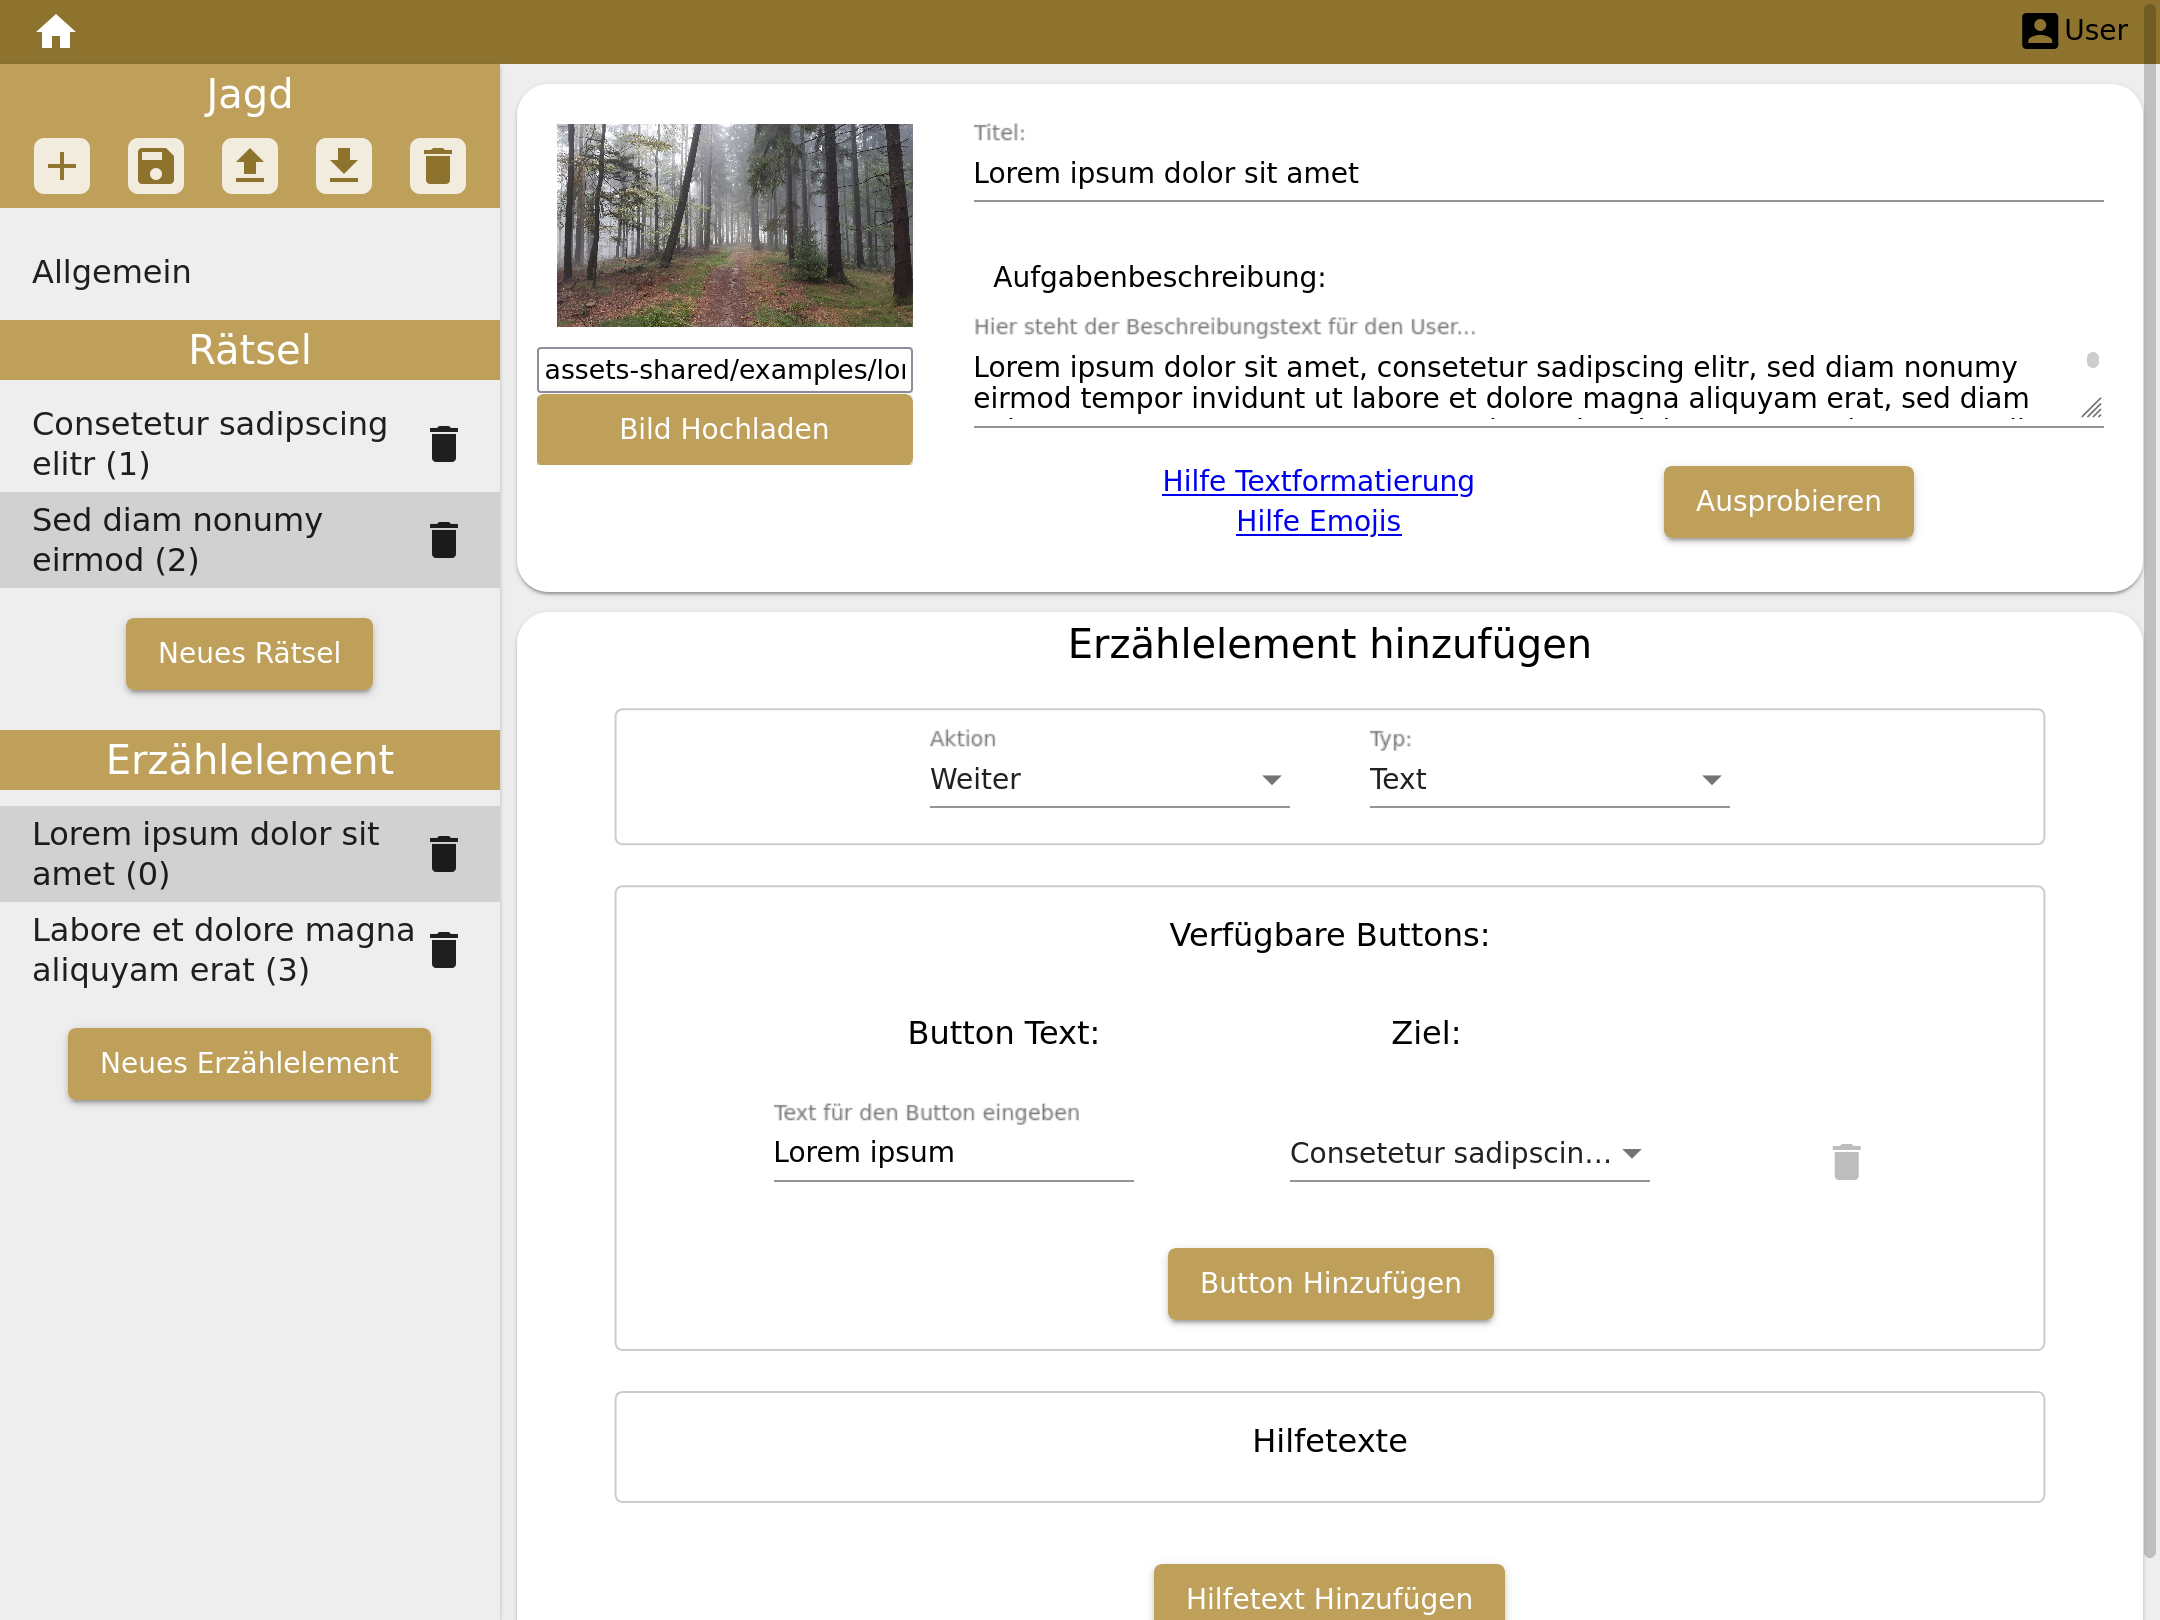 User
Jagd
Allgemein
Rätsel
Consetetur sadipscing
elitr (1)
Sed diam nonumy
eirmod (2)
Neues Rätsel
Erzählelement
Lorem ipsum dolor sit
amet (0)
Labore et dolore magna
aliquyam erat (3)
Neues Erzählelement
assets-shared/examples/lor
Bild Hochladen
Titel:
Lorem ipsum dolor sit amet
Aufgabenbeschreibung:
Hier steht der Beschreibungstext für den User...
Lorem ipsum dolor sit amet, consetetur sadipscing elitr, sed diam nonumy
eirmod tempor invidunt ut labore et dolore magna aliquyam erat, sed diam
Hilfe Textformatierung
Hilfe Emojis
Ausprobieren
Erzählelement hinzufügen
Aktion
Weiter
Typ:
Text
Verfügbare Buttons:
Button Text:
Ziel:
Text für den Button eingeben
Lorem ipsum
Consetetur sadipscin...
Button Hinzufügen
Hilfetexte
Hilfetext Hinzufügen